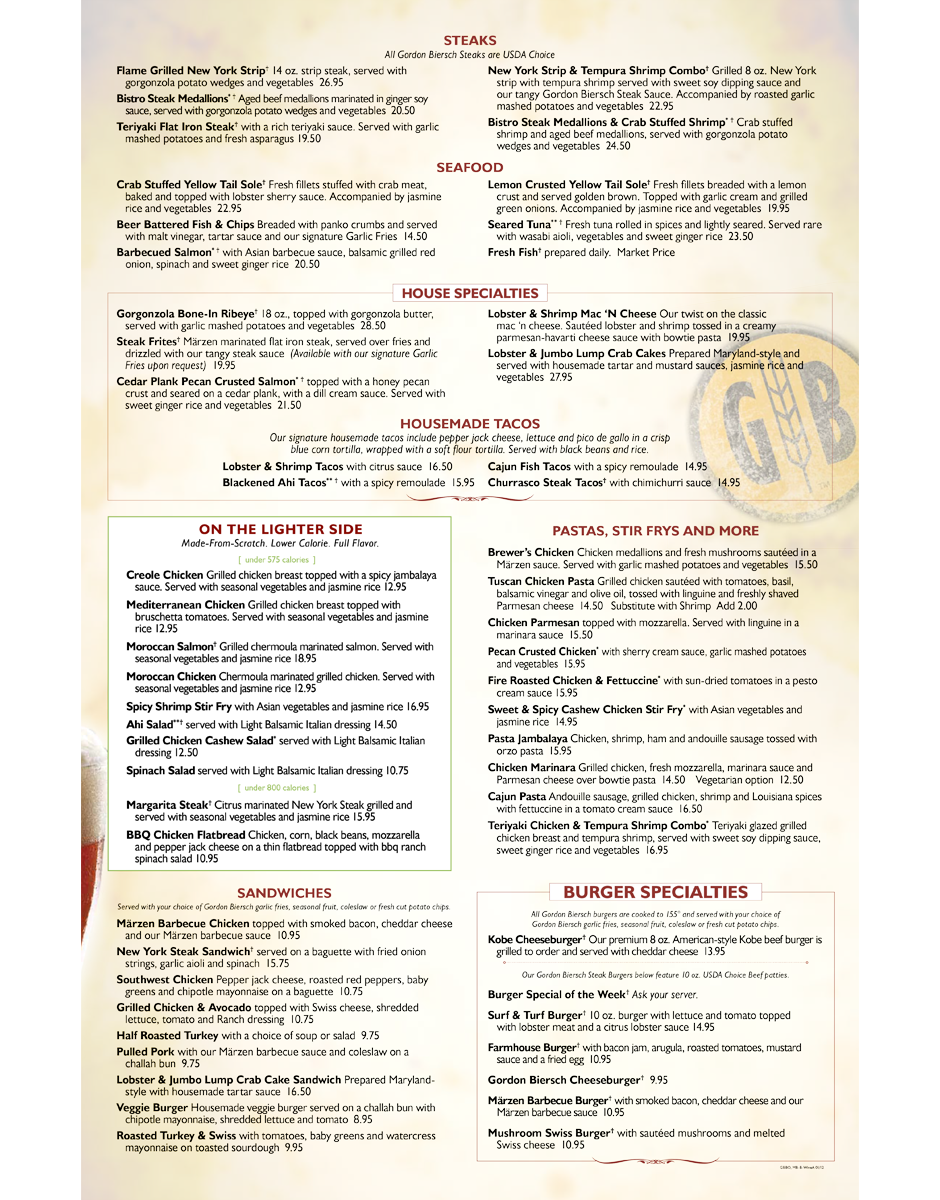 STEAKS
All Gordon Biersch Steaks are USDA Choice
Flame Grilled New York Strip† 14 oz. strip steak, served with
gorgonzola potato wedges and vegetables 26.95
Bistro Steak Medallions* † Aged beef medallions marinated in ginger soy
sauce, served with gorgonzola potato wedges and vegetables 20.50
Teriyaki Flat Iron Steak† with a rich teriyaki sauce. Served with garlic
mashed potatoes and fresh asparagus 19.50
New York Strip & Tempura Shrimp Combo† Grilled 8 oz. New York
strip with tempura shrimp served with sweet soy dipping sauce and
our tangy Gordon Biersch Steak Sauce. Accompanied by roasted garlic
mashed potatoes and vegetables 22.95
Bistro Steak Medallions & Crab Stuffed Shrimp* † Crab stuffed
shrimp and aged beef medallions, served with gorgonzola potato
wedges and vegetables 24.50
SEAFOOD
Crab Stuffed Yellow Tail Sole† Fresh fillets stuffed with crab meat,
baked and topped with lobster sherry sauce. Accompanied by jasmine
rice and vegetables 22.95
Beer Battered Fish & Chips Breaded with panko crumbs and served
with malt vinegar, tartar sauce and our signature Garlic Fries 14.50
Barbecued Salmon* † with Asian barbecue sauce, balsamic grilled red
onion, spinach and sweet ginger rice 20.50
Lemon Crusted Yellow Tail Sole† Fresh fillets breaded with a lemon
crust and served golden brown. Topped with garlic cream and grilled
green onions. Accompanied by jasmine rice and vegetables 19.95
Seared Tuna** † Fresh tuna rolled in spices and lightly seared. Served rare
with wasabi aioli, vegetables and sweet ginger rice 23.50
Fresh Fish† prepared daily. Market Price
HOUSE SPECIALTIES
Gorgonzola Bone-In Ribeye† 18 oz., topped with gorgonzola butter,
served with garlic mashed potatoes and vegetables 28.50
Steak Frites† Märzen marinated flat iron steak, served over fries and
drizzled with our tangy steak sauce (Available with our signature Garlic
Fries upon request) 19.95
Cedar Plank Pecan Crusted Salmon* † topped with a honey pecan
crust and seared on a cedar plank, with a dill cream sauce. Served with
sweet ginger rice and vegetables 21.50
Lobster & Shrimp Mac ‘N Cheese Our twist on the classic
mac ’n cheese. Sautéed lobster and shrimp tossed in a creamy
parmesan-havarti cheese sauce with bowtie pasta 19.95
Lobster & Jumbo Lump Crab Cakes Prepared Maryland-style and
served with housemade tartar and mustard sauces, jasmine rice and
vegetables 27.95
GB
HOUSEMADE TACOS
Our signature housemade tacos include pepper jack cheese, lettuce and pico de gallo in a crisp
blue corn tortilla, wrapped with a soft flour tortilla. Served with black beans and rice.
Lobster & Shrimp Tacos with citrus sauce 16.50
Blackened Ahi Tacos** † with a spicy remoulade 15.95
Cajun Fish Tacos with a spicy remoulade 14.95
Churrasco Steak Tacos† with chimichurri sauce 14.95
ON THE LIGHTER SIDE
Made-From-Scratch. Lower Calorie. Full Flavor.
[ under 575 calories ]
Creole Chicken Grilled chicken breast topped with a spicy jambalaya
sauce. Served with seasonal vegetables and jasmine rice 12.95
Mediterranean Chicken Grilled chicken breast topped with
bruschetta tomatoes. Served with seasonal vegetables and jasmine
rice 12.95
Moroccan Salmon† Grilled chermoula marinated salmon. Served with
seasonal vegetables and jasmine rice 18.95
Moroccan Chicken Chermoula marinated grilled chicken. Served with
seasonal vegetables and jasmine rice 12.95
Spicy Shrimp Stir Fry with Asian vegetables and jasmine rice 16.95
Ahi Salad**‡ served with Light Balsamic Italian dressing 14.50
Grilled Chicken Cashew Salad* served with Light Balsamic Italian
dressing 12.50
Spinach Salad served with Light Balsamic Italian dressing 10.75
[ under 800 calories ]
Margarita Steak† Citrus marinated New York Steak grilled and
served with seasonal vegetables and jasmine rice 15.95
BBQ Chicken Flatbread Chicken, corn, black beans, mozzarella
and pepper jack cheese on a thin flatbread topped with bbq ranch
spinach salad 10.95
PASTAS, STIR FRYS AND MORE
Brewer's Chicken Chicken medallions and fresh mushrooms sautéed in a
Märzen sauce. Served with garlic mashed potatoes and vegetables 15.50
Tuscan Chicken Pasta Grilled chicken sautéed with tomatoes, basil,
balsamic vinegar and olive oil, tossed with linguine and freshly shaved
Parmesan cheese 14.50 Substitute with Shrimp Add 2.00
Chicken Parmesan topped with mozzarella. Served with linguine in a
marinara sauce 15.50
Pecan Crusted Chicken* with sherry cream sauce, garlic mashed potatoes
and vegetables 15.95
Fire Roasted Chicken & Fettuccine* with sun-dried tomatoes in a pesto
cream sauce 15.95
Sweet & Spicy Cashew Chicken Stir Fry* with Asian vegetables and
jasmine rice 14.95
Pasta Jambalaya Chicken, shrimp, ham and andouille sausage tossed with
orzo pasta 15.95
Chicken Marinara Grilled chicken, fresh mozzarella, marinara sauce and
Parmesan cheese over bowtie pasta 14.50 Vegetarian option 12.50
Cajun Pasta Andouille sausage, grilled chicken, shrimp and Louisiana spices
with fettuccine in a tomato cream sauce 16.50
Teriyaki Chicken & Tempura Shrimp Combo* Teriyaki glazed grilled
chicken breast and tempura shrimp, served with sweet soy dipping sauce,
sweet ginger rice and vegetables 16.95
SANDWICHES
Served with your choice of Gordon Biersch garlic fries, seasonal fruit, coleslaw or fresh cut potato chips.
Märzen Barbecue Chicken topped with smoked bacon, cheddar cheese
and our Märzen barbecue sauce 10.95
New York Steak Sandwich† served on a baguette with fried onion
strings, garlic aioli and spinach 15.75
Southwest Chicken Pepper jack cheese, roasted red peppers, baby
greens and chipotle mayonnaise on a baguette 10.75
Grilled Chicken & Avocado topped with Swiss cheese, shredded
lettuce, tomato and Ranch dressing 10.75
Half Roasted Turkey with a choice of soup or salad 9.75
Pulled Pork with our Märzen barbecue sauce and coleslaw on a
challah bun 9.75
Lobster & Jumbo Lump Crab Cake Sandwich Prepared Maryland-
style with housemade tartar sauce 16.50
Veggie Burger Housemade veggie burger served on a challah bun with
chipotle mayonnaise, shredded lettuce and tomato 8.95
Roasted Turkey & Swiss with tomatoes, baby greens and watercress
mayonnaise on toasted sourdough 9.95
BURGER SPECIALTIES
All Gordon Biersch burgers are cooked to 155° and served with your choice of
Gordon Biersch garlic fries, seasonal fruit, coleslaw or fresh cut potato chips.
Kobe Cheeseburger† Our premium 8 oz. American-style Kobe beef burger is
grilled to order and served with cheddar cheese 13.95
Our Gordon Biersch Steak Burgers below feature 10 oz. USDA Choice Beef patties.
Burger Special of the Week† Ask your server.
Surf & Turf Burger† 10 oz. burger with lettuce and tomato topped
with lobster meat and a citrus lobster sauce 14.95
Farmhouse Burger† with bacon jam, arugula, roasted tomatoes, mustard
sauce and a fried egg 10.95
Gordon Biersch Cheeseburger† 9.95
Märzen Barbecue Burger† with smoked bacon, cheddar cheese and our
Märzen barbecue sauce 10.95
Mushroom Swiss Burger† with sautéed mushrooms and melted
Swiss cheese 10.95